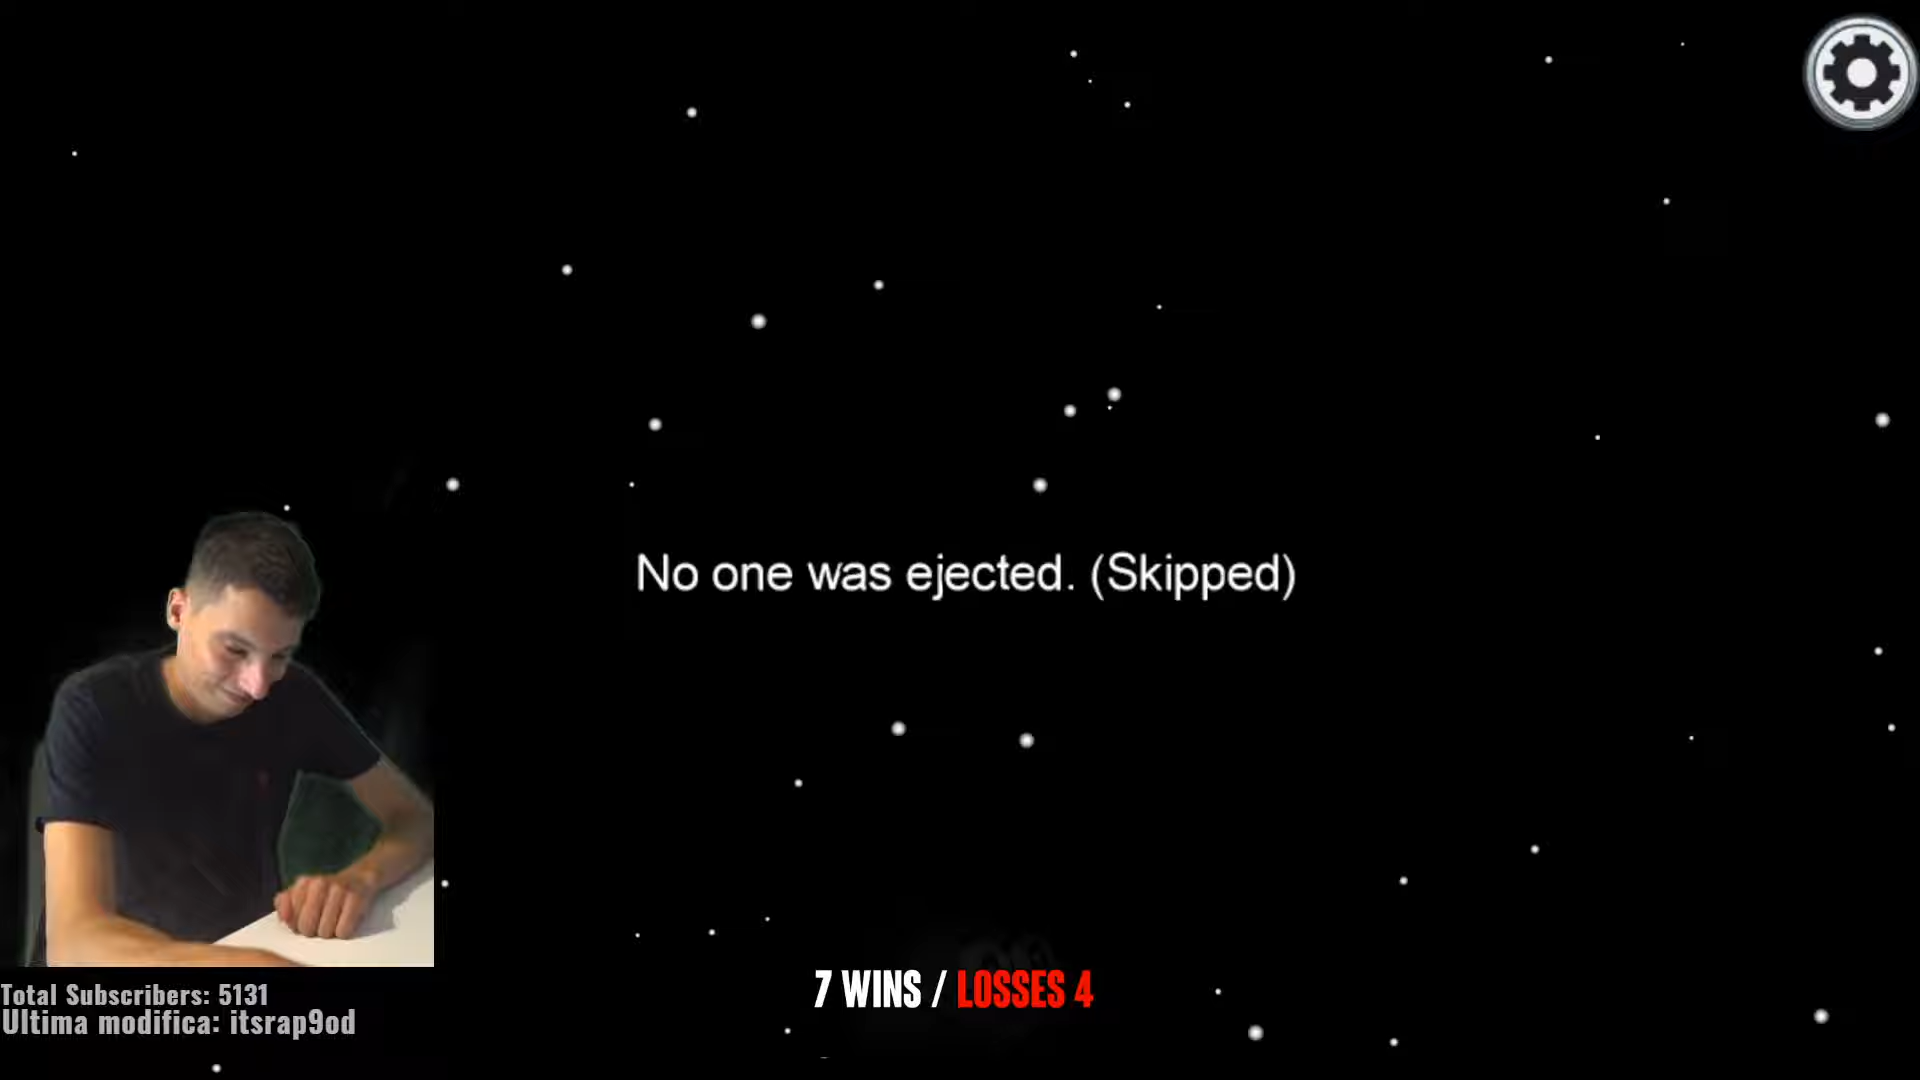 No one was ejected. (Skipped)
7 WINS / LOSSES 4
Total Subscribers: 5131
Ultima modifica: itsrap9od